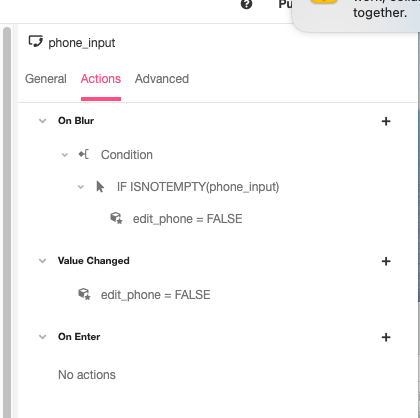 Pu
together.
phone_input
General
Actions
Advanced
On Blur
Condition
IF ISNOTEMPTY(phone_input)
edit_phone = FALSE
Value Changed
edit_phone = FALSE
On Enter
No actions